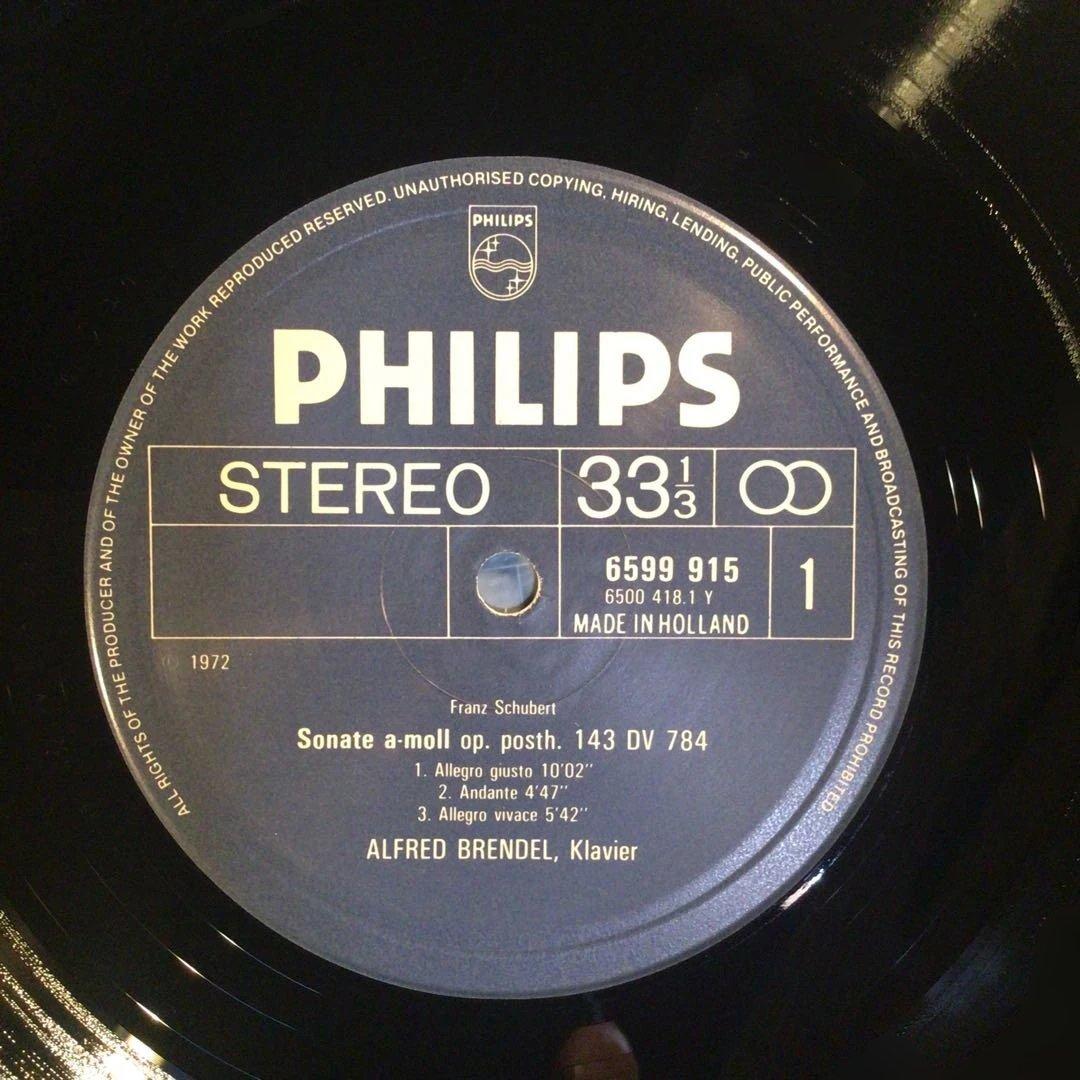 ALL RIGHTS OF THE PRODUCER AND OF THE OWNER OF THE WORK REPRODUCED RESERVED. UNAUTHORISED COPYING, HIRING, LENDING, PUBLIC PERFORMANCE AND BROADCASTING OF THIS RECORD PROHIBITED
PHILIPS
PHILIPS
STEREO 33 1/3
6599 915 1
6500 418.1 Y
MADE IN HOLLAND
℗ 1972
Franz Schubert
Sonate a-moll op. posth. 143 DV 784
1. Allegro giusto 10'02"
2. Andante 4'47"
3. Allegro vivace 5'42"
ALFRED BRENDEL, Klavier